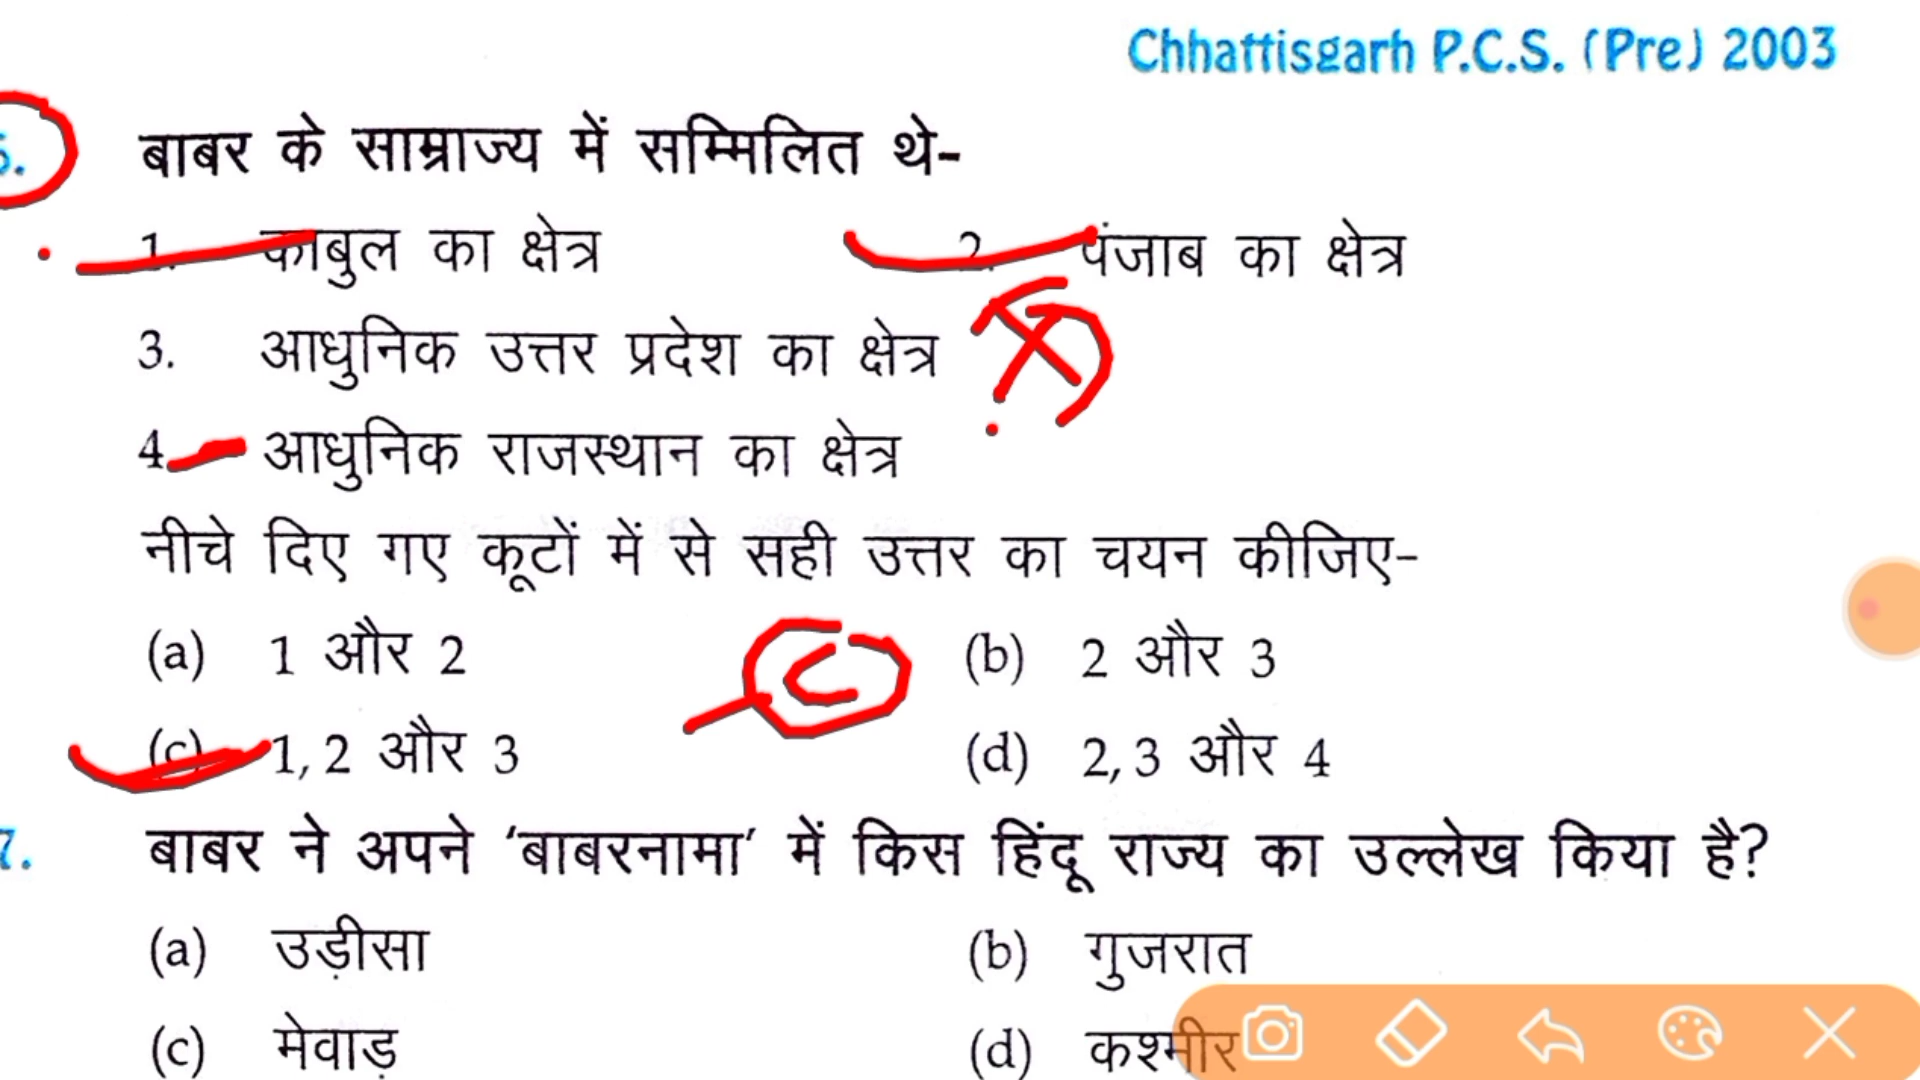 Chhattisgarh P.C.S. (Pre) 2003
6. बाबर के साम्राज्य में सम्मिलित थे-
1. काबुल का क्षेत्र 2. पंजाब का क्षेत्र
3. आधुनिक उत्तर प्रदेश का क्षेत्र
4. आधुनिक राजस्थान का क्षेत्र
नीचे दिए गए कूटों में से सही उत्तर का चयन कीजिए-
(a) 1 और 2 C (b) 2 और 3
(c) 1, 2 और 3 (d) 2, 3 और 4
7. बाबर ने अपने 'बाबरनामा' में किस हिंदू राज्य का उल्लेख किया है?
(a) उड़ीसा (b) गुजरात
(c) मेवाड़ (d) कश्मीर